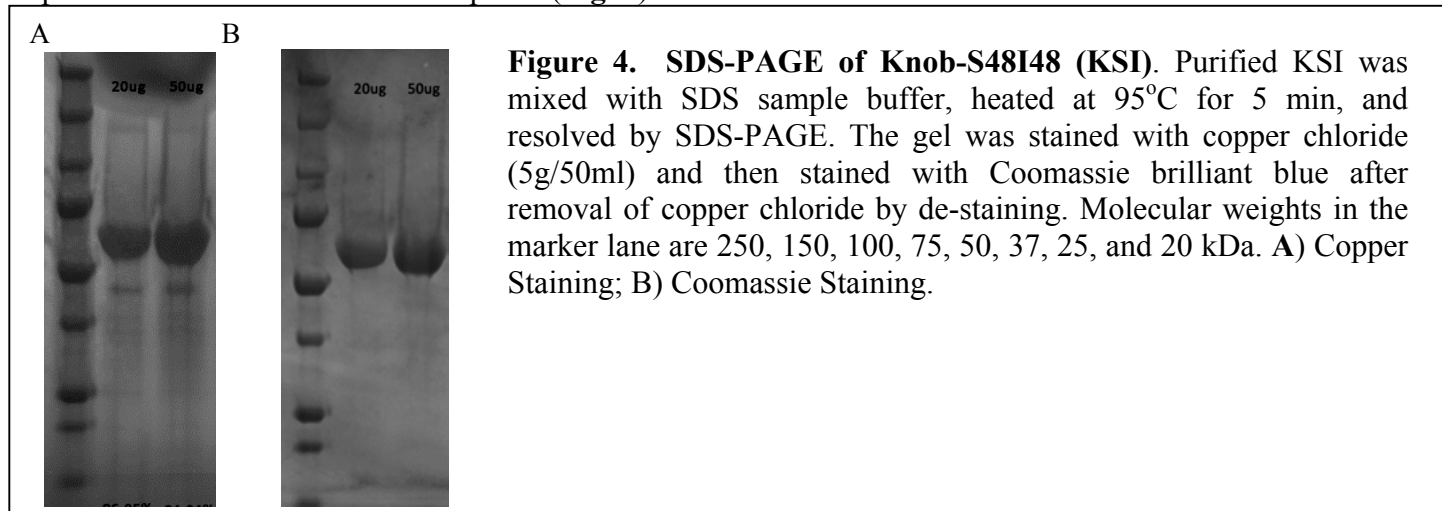 A B
20ug 50ug
20ug 50ug
Figure 4. SDS-PAGE of Knob-S48I48 (KSI). Purified KSI was
mixed with SDS sample buffer, heated at 95°C for 5 min, and
resolved by SDS-PAGE. The gel was stained with copper chloride
(5g/50ml) and then stained with Coomassie brilliant blue after
removal of copper chloride by de-staining. Molecular weights in the
marker lane are 250, 150, 100, 75, 50, 37, 25, and 20 kDa. A) Copper
Staining; B) Coomassie Staining.